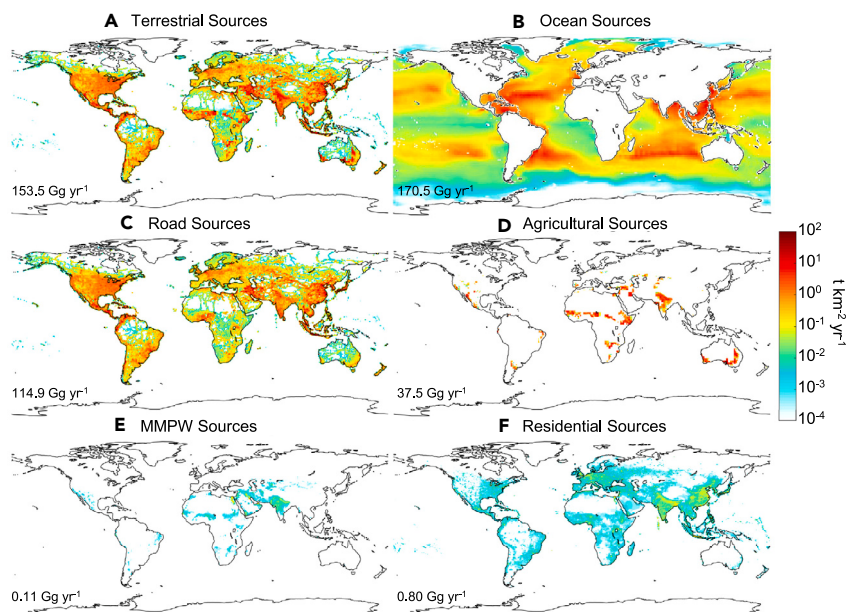 A Terrestrial Sources
B Ocean Sources
153.5 Gg yr⁻¹
170.5 Gg yr⁻¹
C Road Sources
D Agricultural Sources
114.9 Gg yr⁻¹
37.5 Gg yr⁻¹
10²
10¹
10⁰
10⁻¹
10⁻²
10⁻³
10⁻⁴
t km⁻² yr⁻¹
E MMPW Sources
F Residential Sources
0.11 Gg yr⁻¹
0.80 Gg yr⁻¹